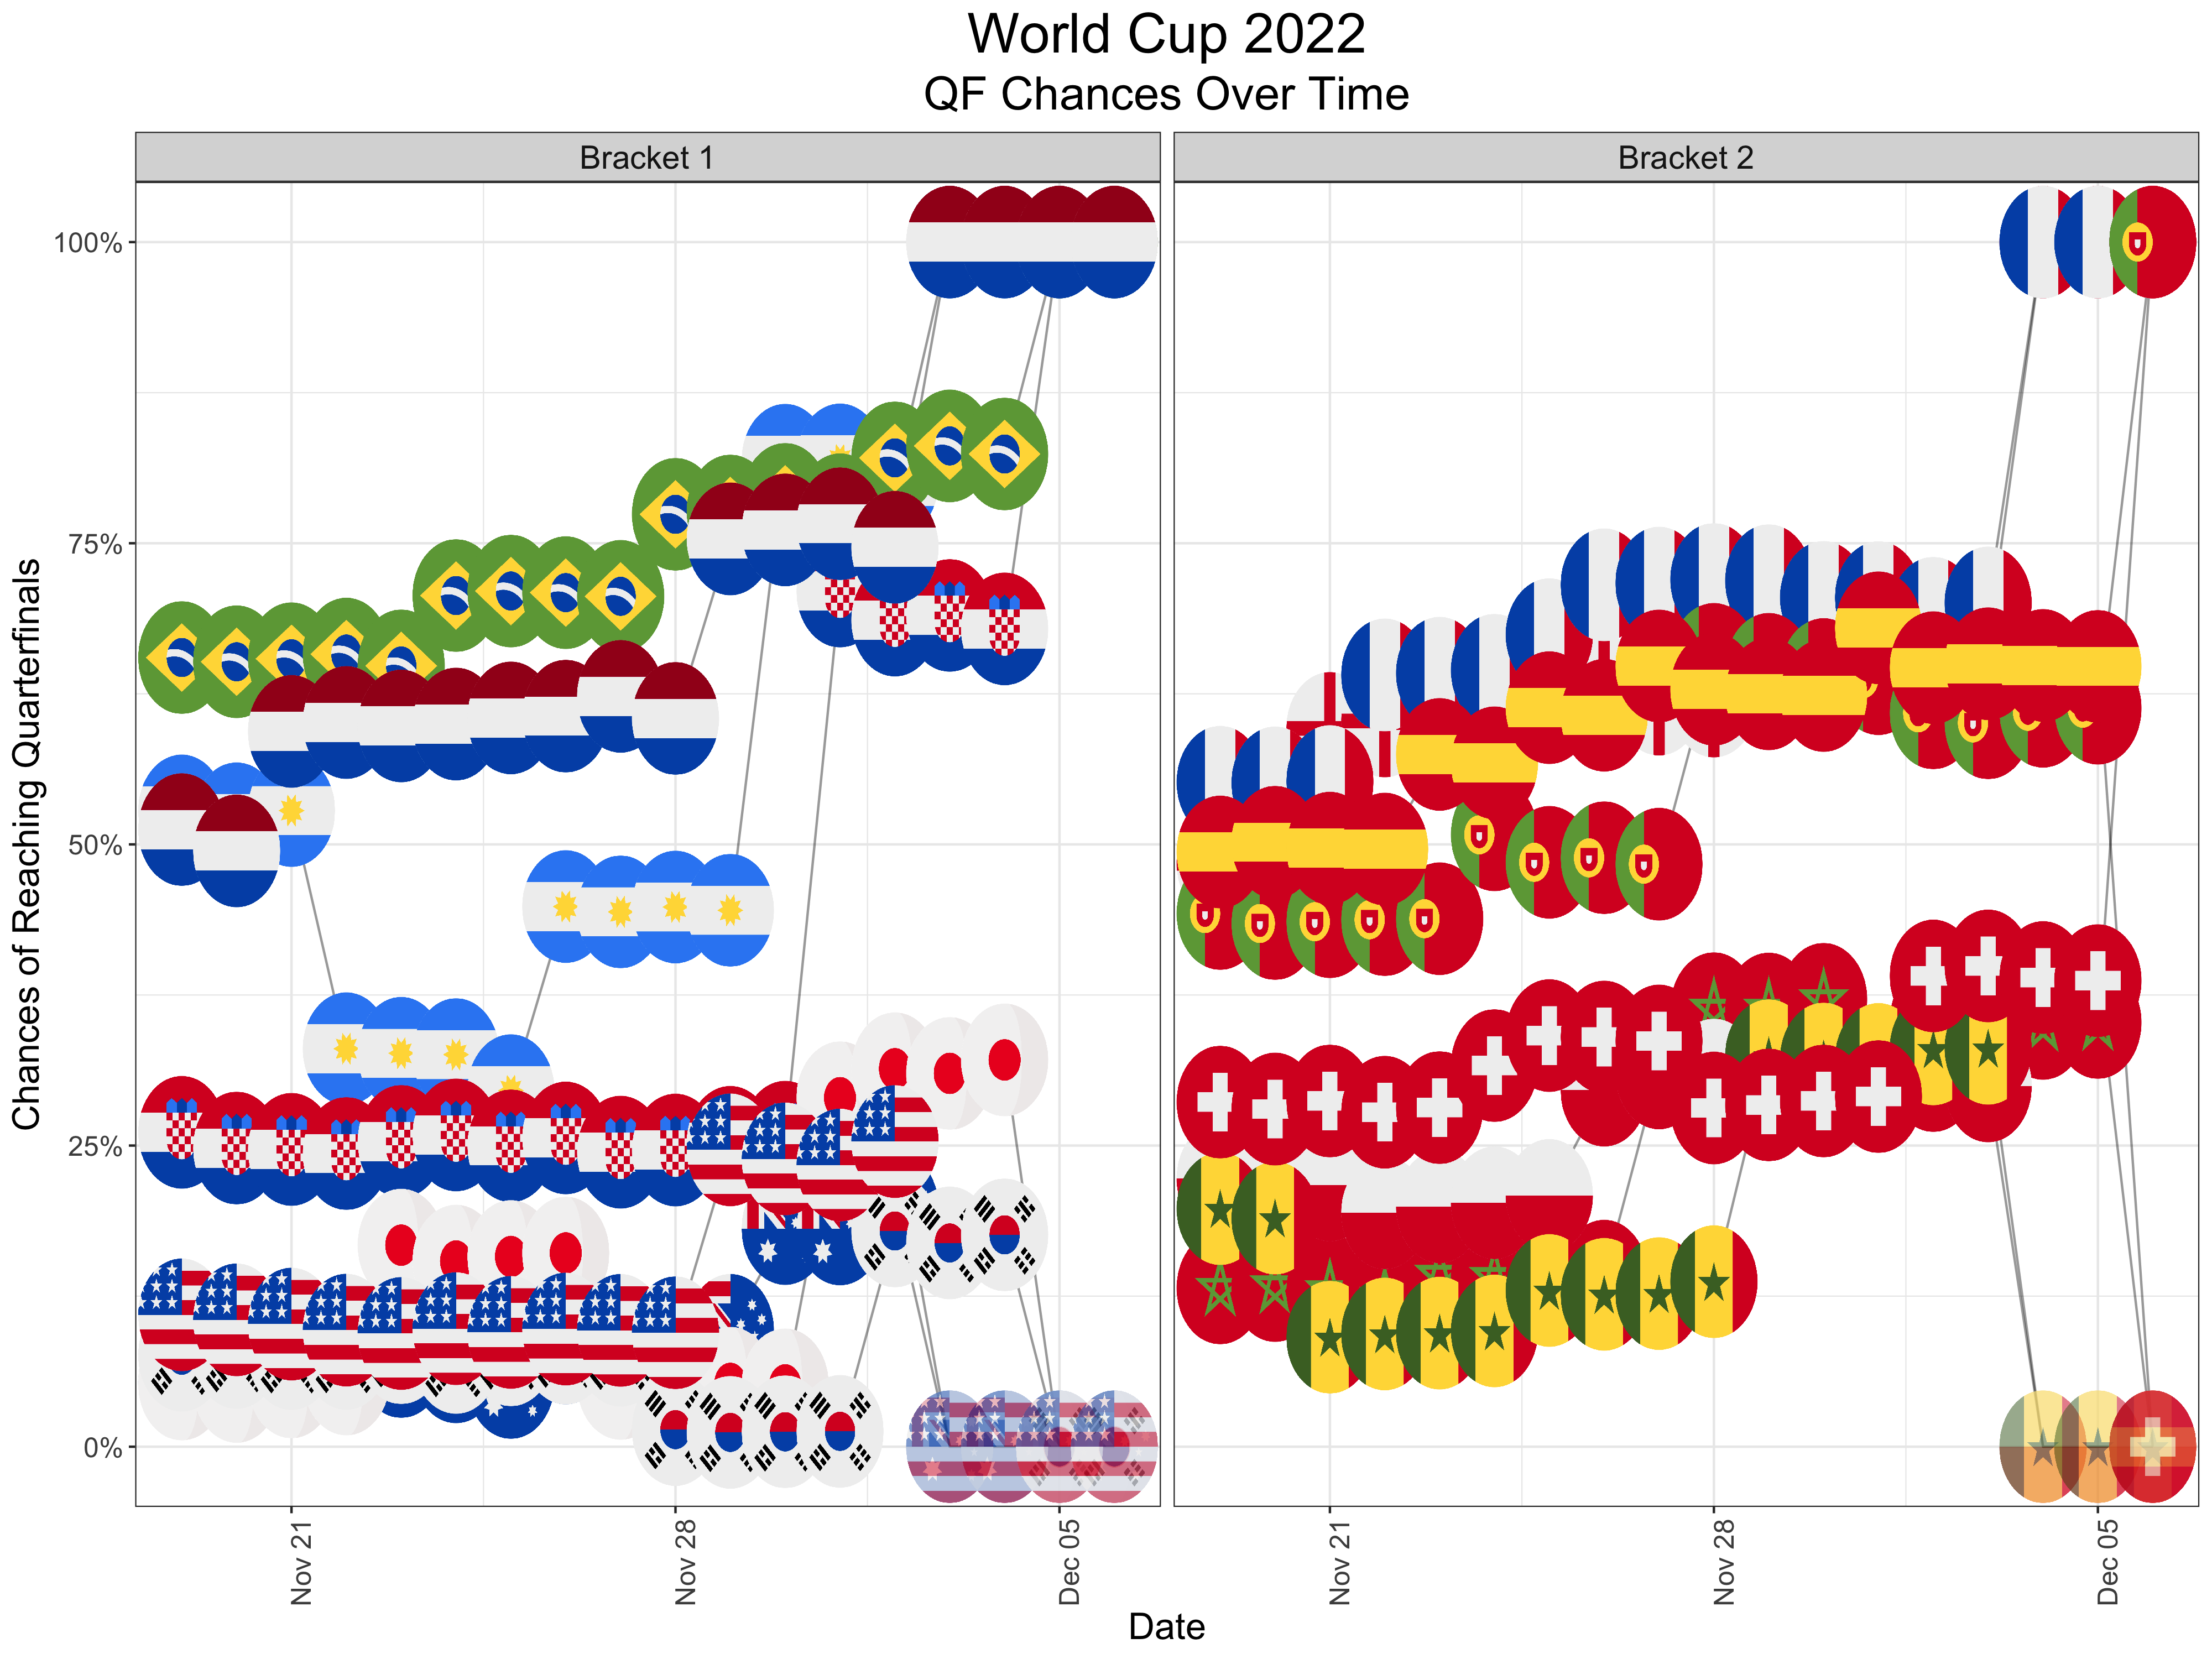 World Cup 2022
QF Chances Over Time
Bracket 1
Bracket 2
Chances of Reaching Quarterfinals
100%
75%
50%
25%
0%
Nov 21
Nov 28
Dec 05
Nov 21
Nov 28
Dec 05
Date